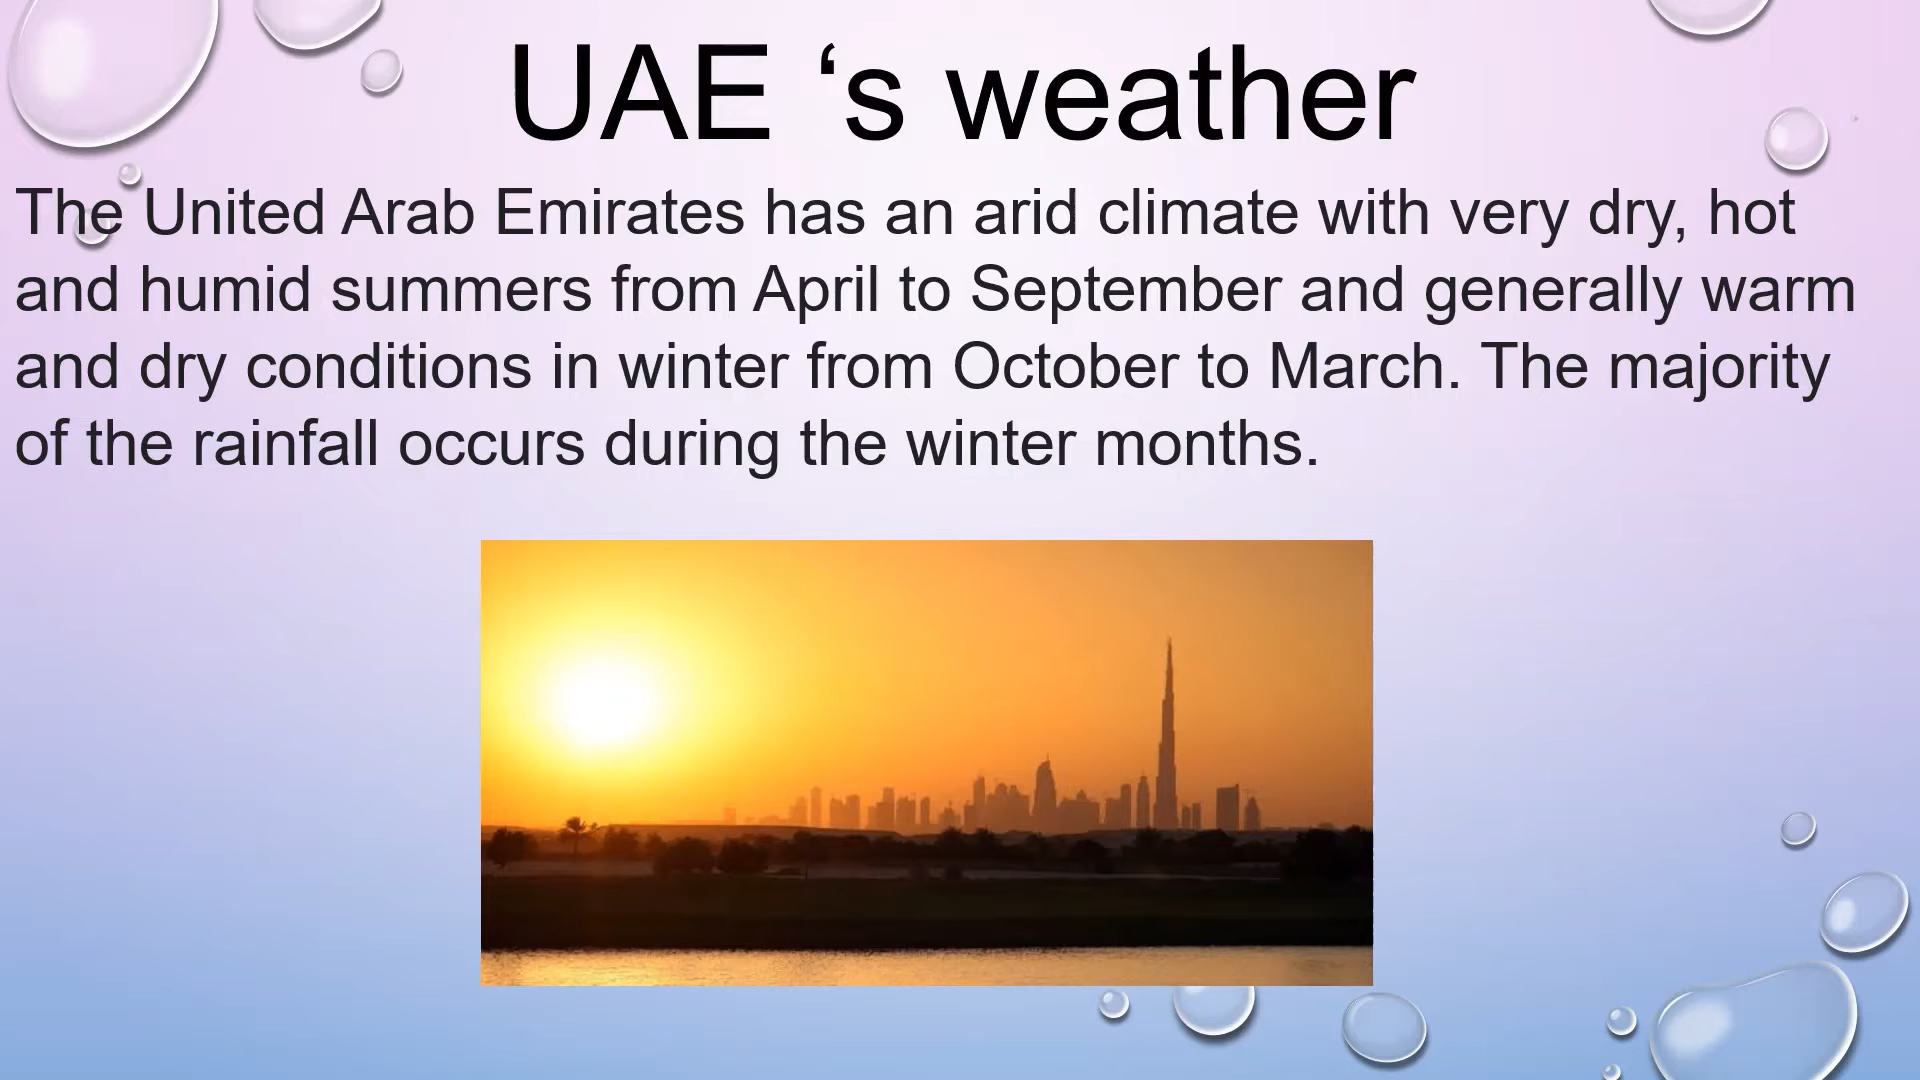 UAE ‘s weather
The United Arab Emirates has an arid climate with very dry, hot
and humid summers from April to September and generally warm
and dry conditions in winter from October to March. The majority
of the rainfall occurs during the winter months.